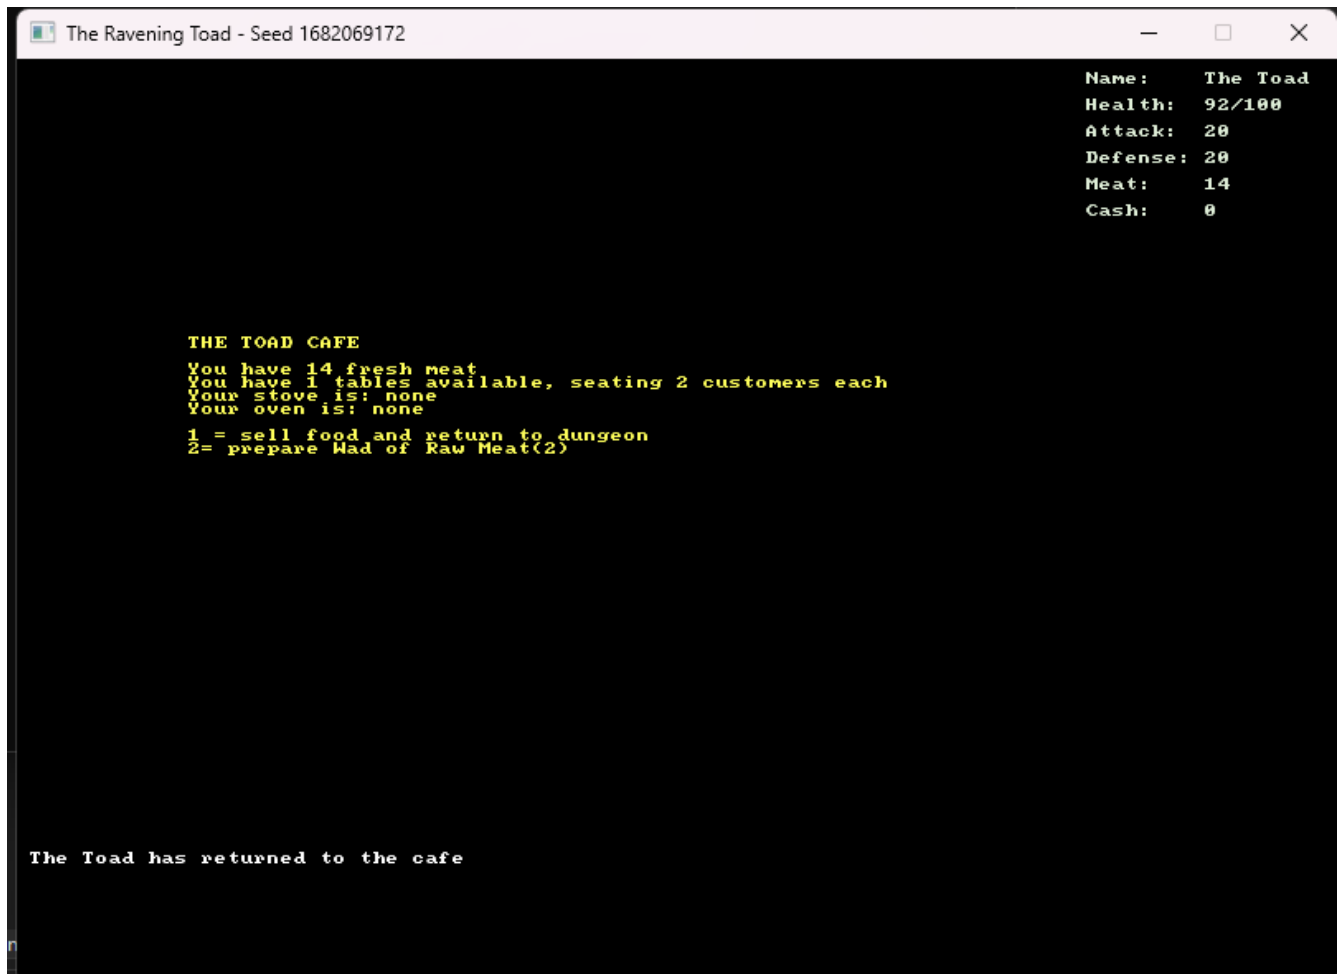 The Ravening Toad - Seed 1682069172
Name: The Toad
Health: 92/100
Attack: 20
Defense: 20
Meat: 14
Cash: 0
THE TOAD CAFE
You have 14 fresh meat
You have 1 tables available, seating 2 customers each
Your stove is: none
Your oven is: none
1 = sell food and return to dungeon
2= prepare Wad of Raw Meat(2)
The Toad has returned to the cafe
n